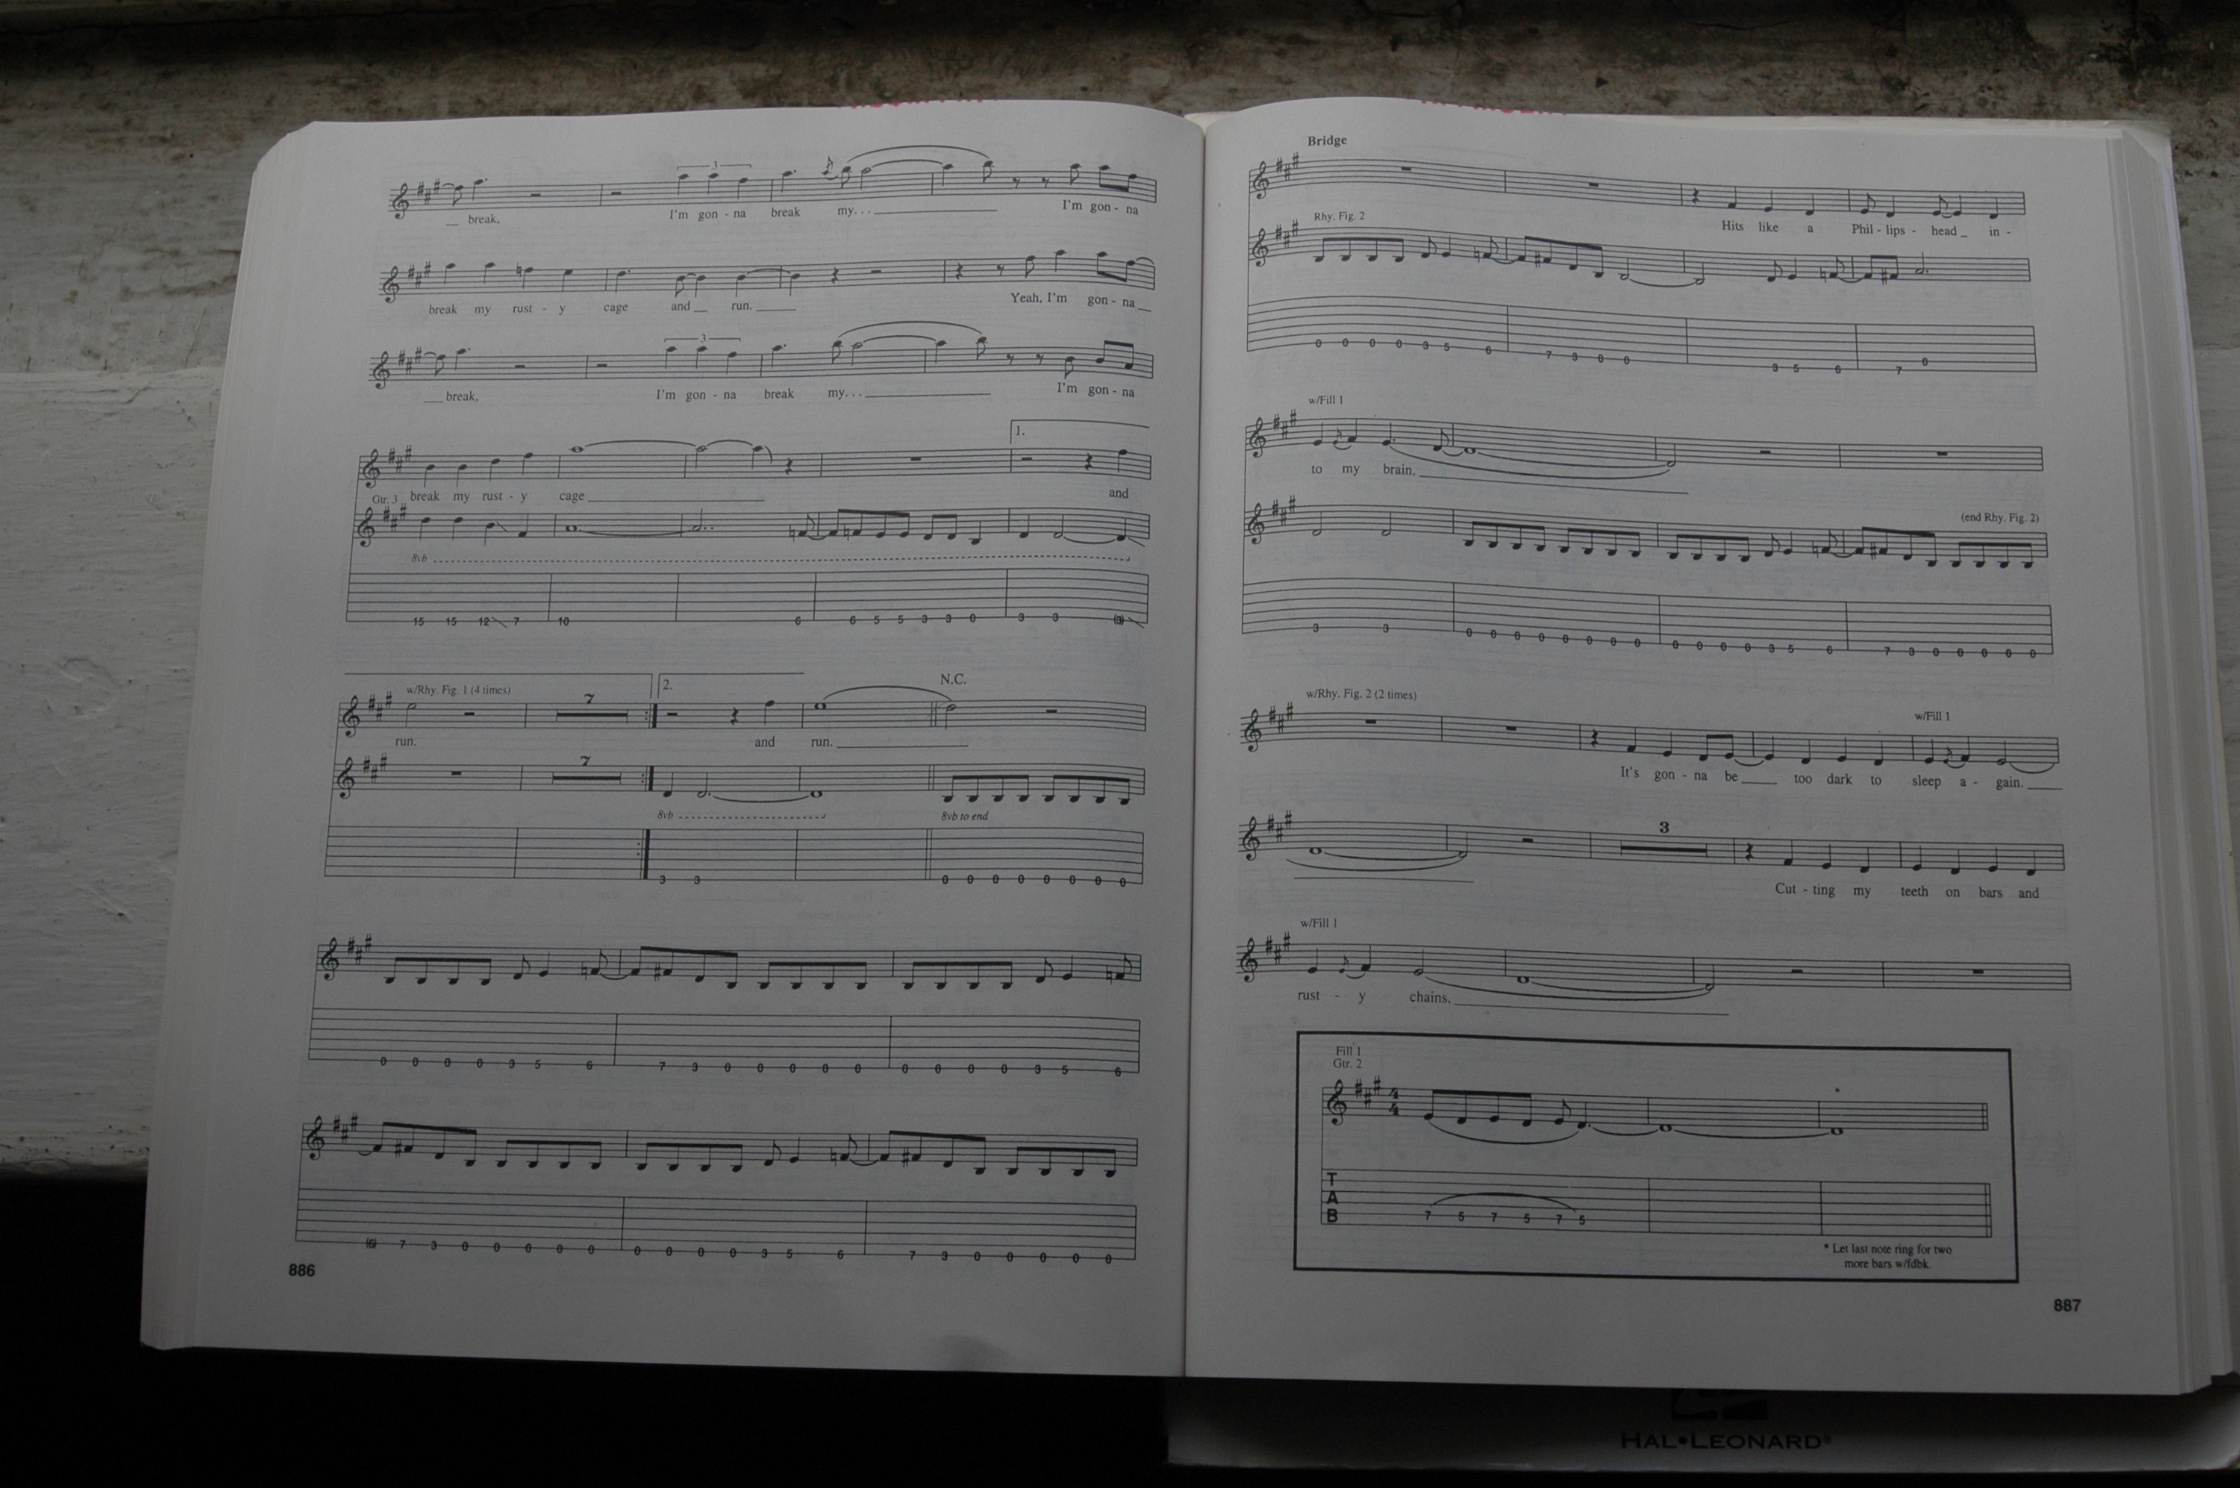 break,
I'm gon - na break my. . .
I'm gon - na
break my rust - y cage and run.
Yeah, I'm gon - na
break,
I'm gon - na break my. . .
I'm gon - na
1.
Gtr. 3 break my rust - y cage
and
8vb
15 15 12 7 10 6 6 5 5 3 3 0 3 3 (3)
w/Rhy. Fig. 1 (4 times)
7
2.
N.C.
run.
and run.
7
8vb
8vb to end
3 3 0 0 0 0 0 0 0 0
0 0 0 0 3 5 6 7 3 0 0 0 0 0 0 0 0 0 3 5 6
(6) 7 3 0 0 0 0 0 0 0 0 0 3 5 6 7 3 0 0 0 0 0
886
Bridge
Hits like a Phil - lips - head in -
Rhy. Fig. 2
0 0 0 0 3 5 6 7 3 0 0 3 5 6 7 0
w/Fill 1
to my brain.
(end Rhy. Fig. 2)
3 3 0 0 0 0 0 0 0 0 0 0 0 0 3 5 6 7 3 0 0 0 0 0
w/Rhy. Fig. 2 (2 times)
w/Fill 1
It's gon - na be too dark to sleep a - gain.
3
Cut - ting my teeth on bars and
w/Fill 1
rust - y chains,
Fill 1
Gtr. 2
4
4
T
A
B
7 5 7 5 7 5
* Let last note ring for two
more bars w/fdbk.
887
HAL•LEONARD®